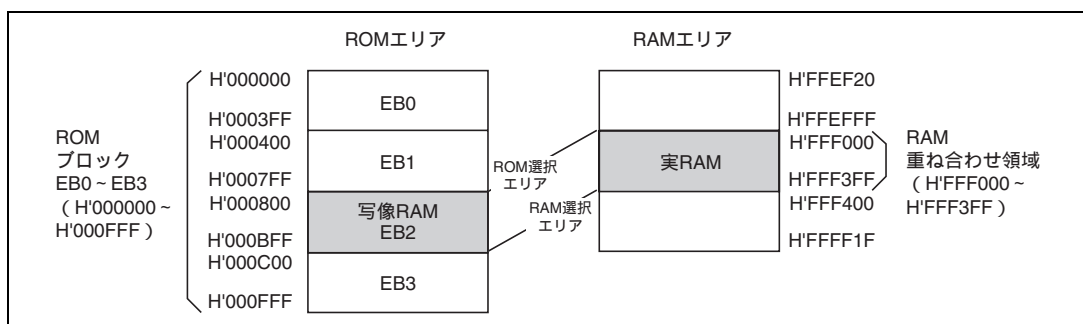 ROMエリア
RAMエリア
ROM
ブロック
EB0～EB3
（H'000000～
H'000FFF）
H'000000
H'0003FF
H'000400
H'0007FF
H'000800
H'000BFF
H'000C00
H'000FFF
EB0
EB1
写像RAM
EB2
EB3
ROM選択
エリア
RAM選択
エリア
実RAM
H'FFEF20
H'FFEFFF
H'FFF000
H'FFF3FF
H'FFF400
H'FFFF1F
RAM
重ね合わせ領域
（H'FFF000～
H'FFF3FF）